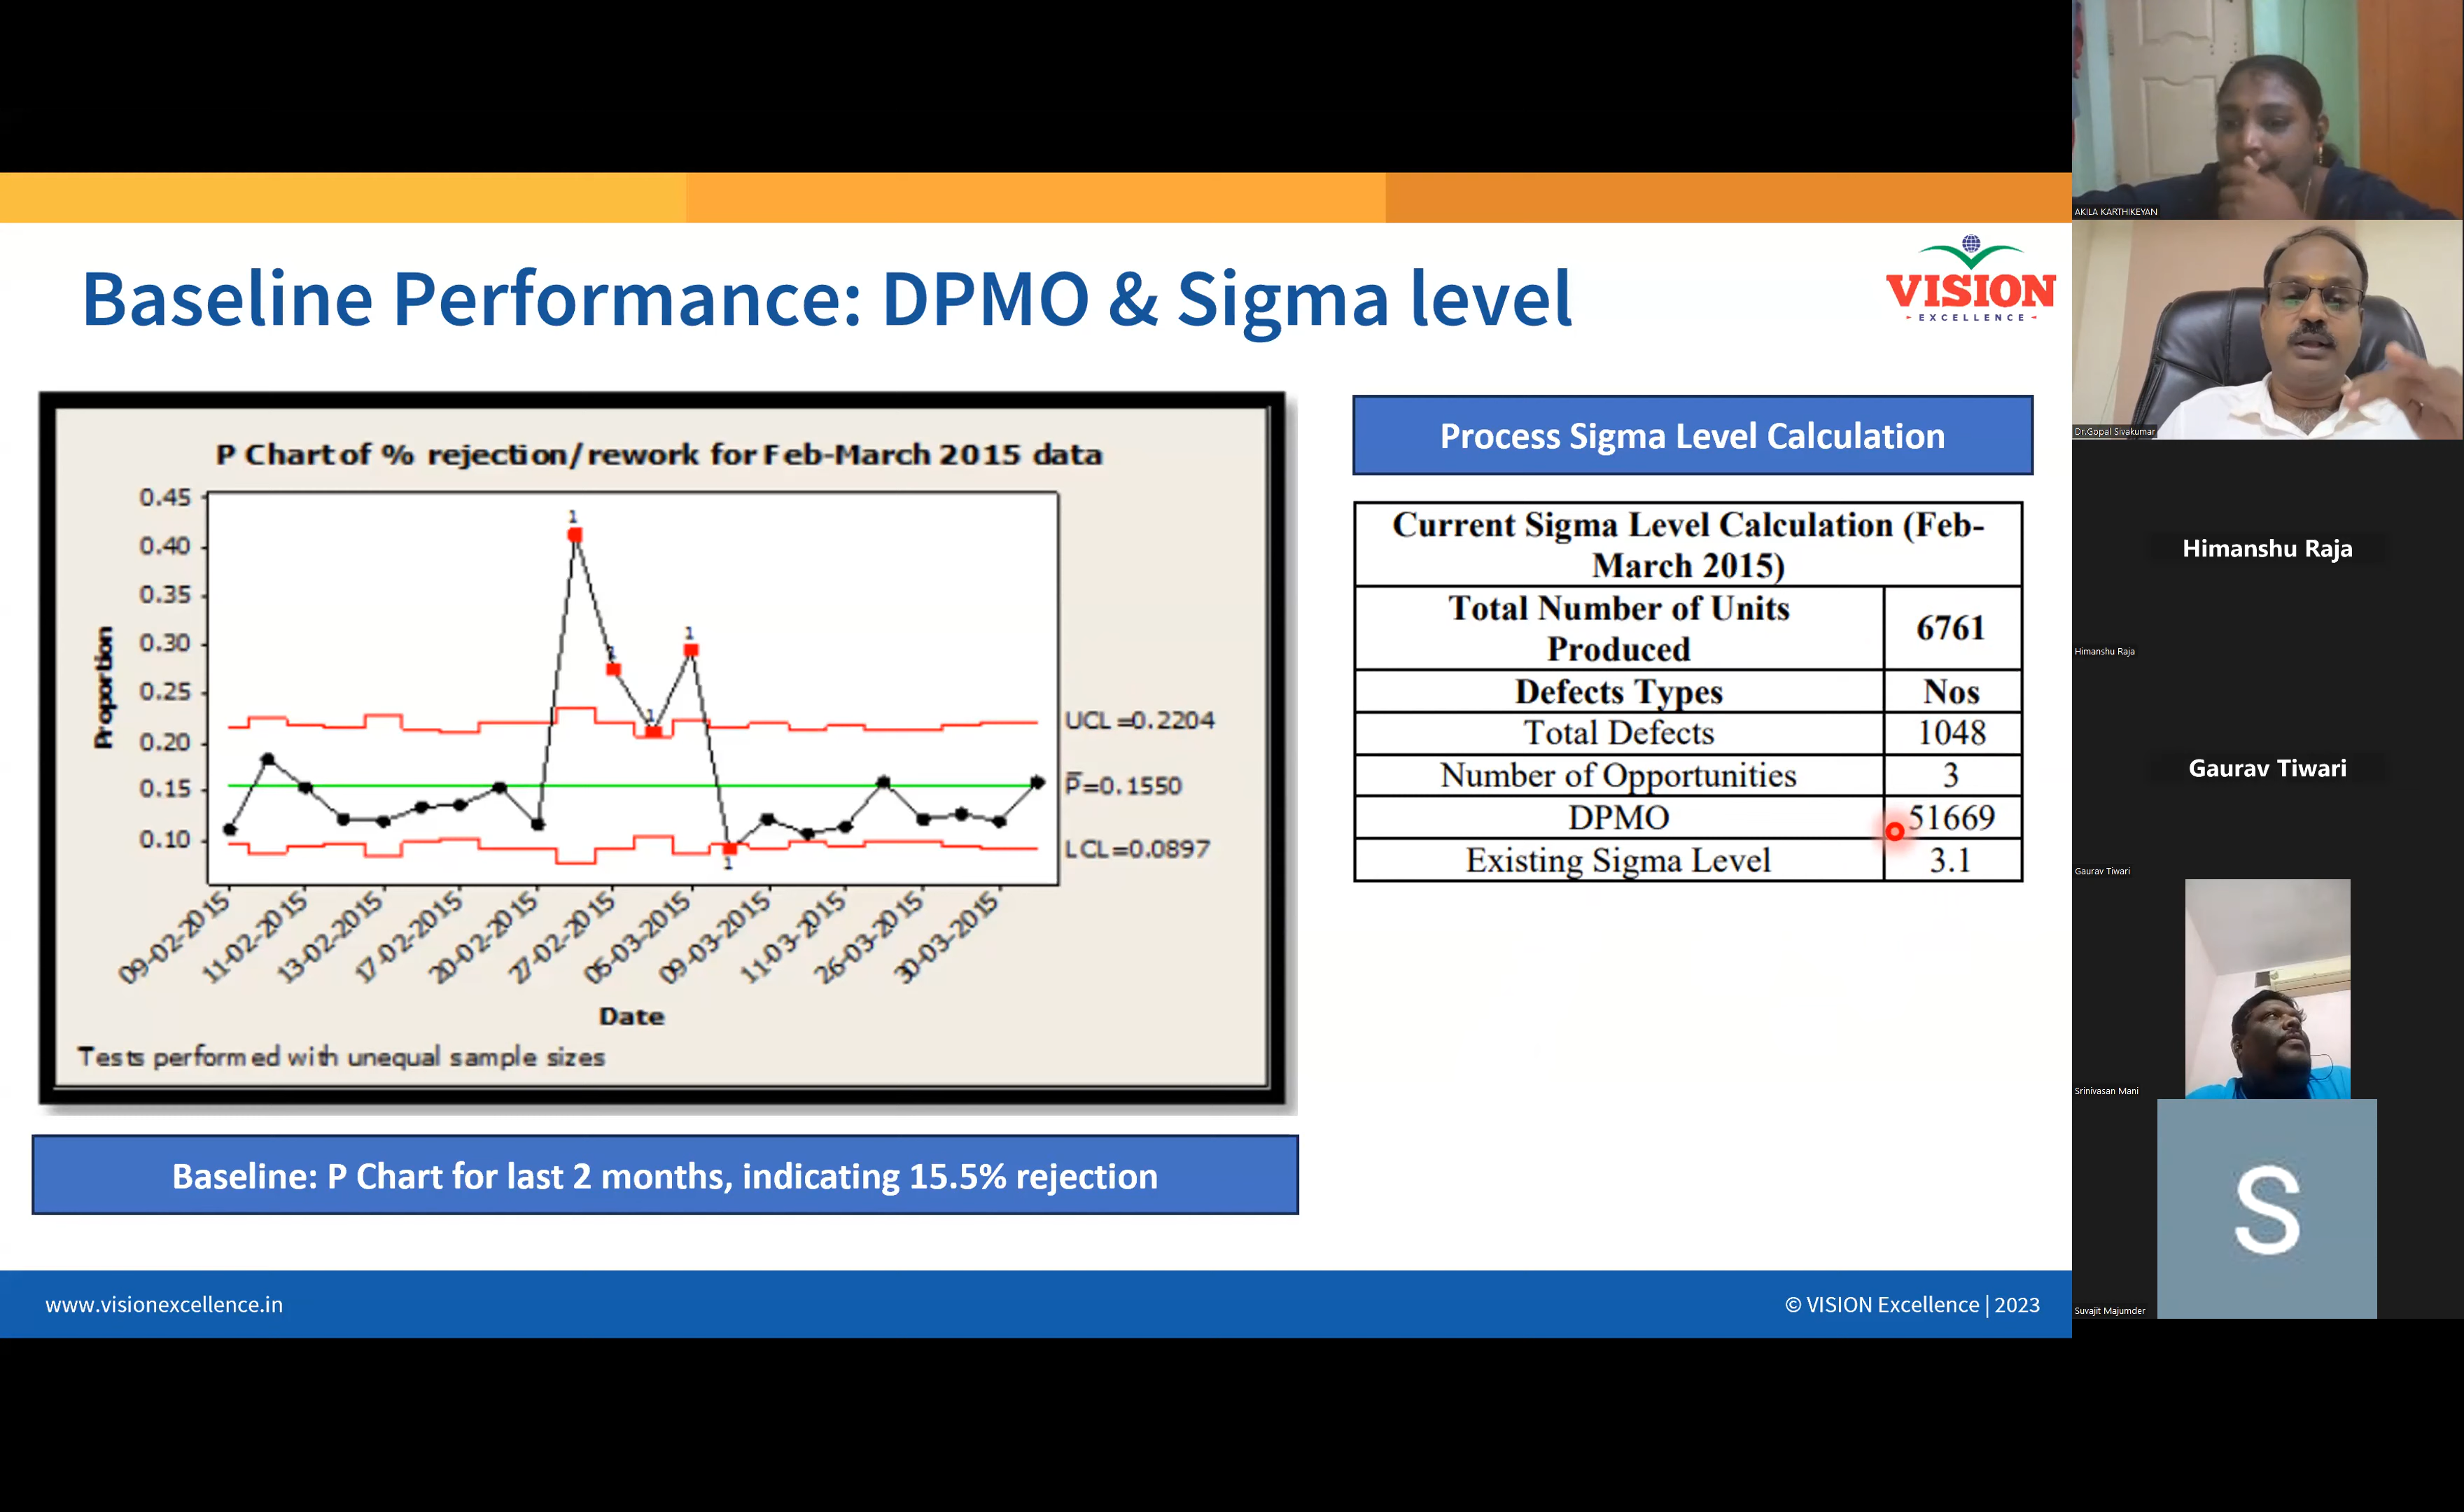 Baseline Performance: DPMO & Sigma level
VISION
EXCELLENCE
P Chart of % rejection/rework for Feb-March 2015 data
0.45
0.40
0.35
0.30
0.25
0.20
0.15
0.10
Proportion
1
1
1
1
1
UCL=0.2204
P̅=0.1550
LCL=0.0897
09-02-2015
11-02-2015
13-02-2015
17-02-2015
20-02-2015
27-02-2015
05-03-2015
09-03-2015
11-03-2015
26-03-2015
30-03-2015
Date
Tests performed with unequal sample sizes
Baseline: P Chart for last 2 months, indicating 15.5% rejection
Process Sigma Level Calculation
Current Sigma Level Calculation (Feb-
March 2015)
Total Number of Units
Produced
6761
Defects Types Nos
Total Defects 1048
Number of Opportunities 3
DPMO 51669
Existing Sigma Level 3.1
www.visionexcellence.in
© VISION Excellence | 2023
AKILA KARTHIKEYAN
Dr.Gopal Sivakumar
Himanshu Raja
Himanshu Raja
Gaurav Tiwari
Gaurav Tiwari
Srinivasan Mani
S
Suvajit Majumder